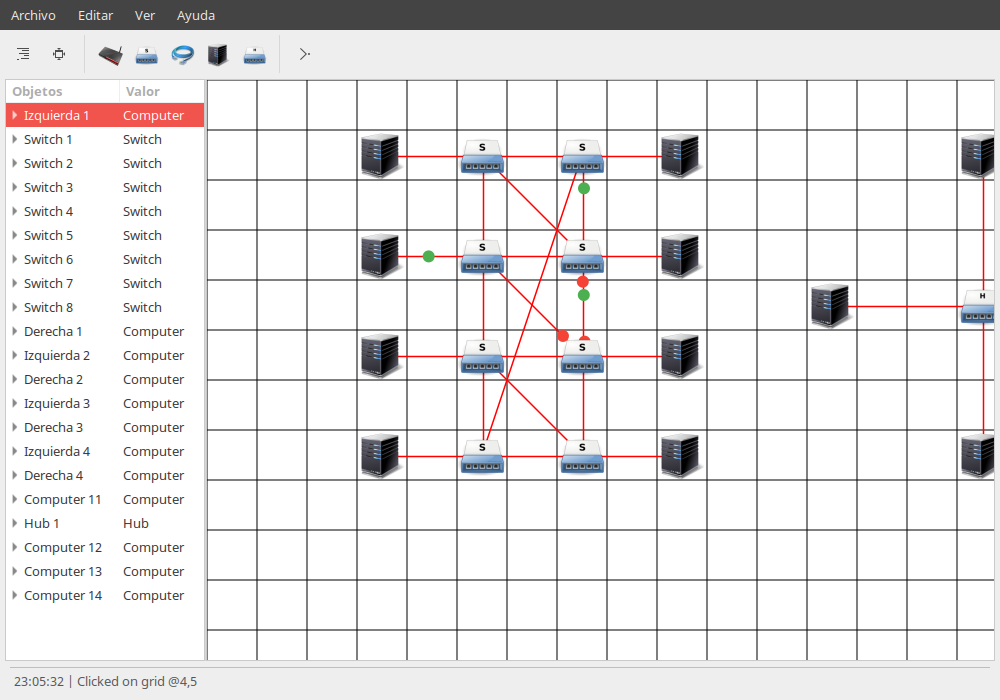 Archivo Editar Ver Ayuda
S H
Objetos Valor
Izquierda 1 Computer
Switch 1 Switch
Switch 2 Switch
Switch 3 Switch
Switch 4 Switch
Switch 5 Switch
Switch 6 Switch
Switch 7 Switch
Switch 8 Switch
Derecha 1 Computer
Izquierda 2 Computer
Derecha 2 Computer
Izquierda 3 Computer
Derecha 3 Computer
Izquierda 4 Computer
Derecha 4 Computer
Computer 11 Computer
Hub 1 Hub
Computer 12 Computer
Computer 13 Computer
Computer 14 Computer
S S
S S
H
S S
S S
23:05:32 | Clicked on grid @4,5